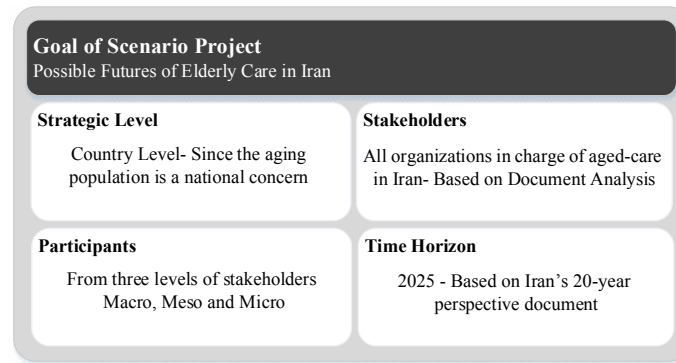 Goal of Scenario Project
Possible Futures of Elderly Care in Iran
Strategic Level
Country Level- Since the aging
population is a national concern
Stakeholders
All organizations in charge of aged-care
in Iran- Based on Document Analysis
Participants
From three levels of stakeholders
Macro, Meso and Micro
Time Horizon
2025 - Based on Iran’s 20-year
perspective document